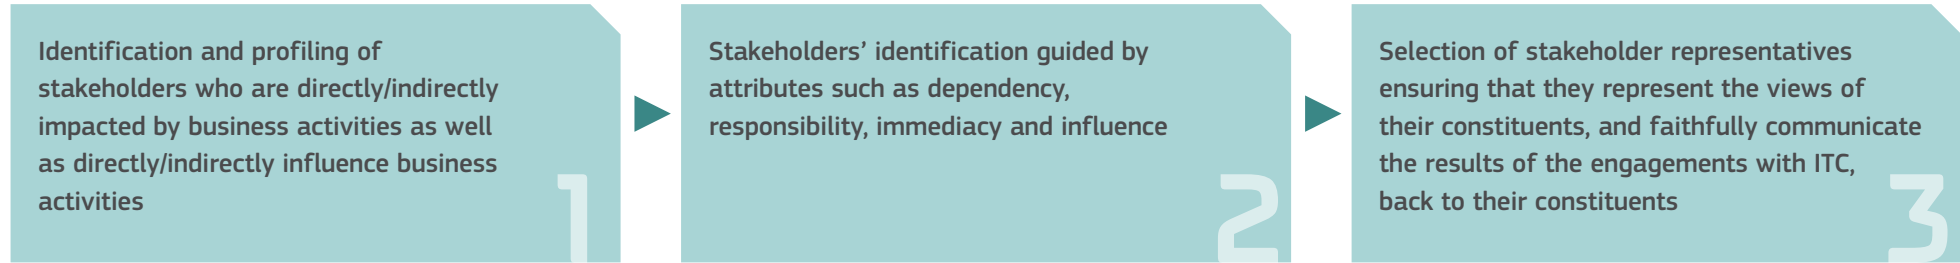 Identification and profiling of
stakeholders who are directly/indirectly
impacted by business activities as well
as directly/indirectly influence business
activities
1
Stakeholders’ identification guided by
attributes such as dependency,
responsibility, immediacy and influence
2
Selection of stakeholder representatives
ensuring that they represent the views of
their constituents, and faithfully communicate
the results of the engagements with ITC,
back to their constituents
3